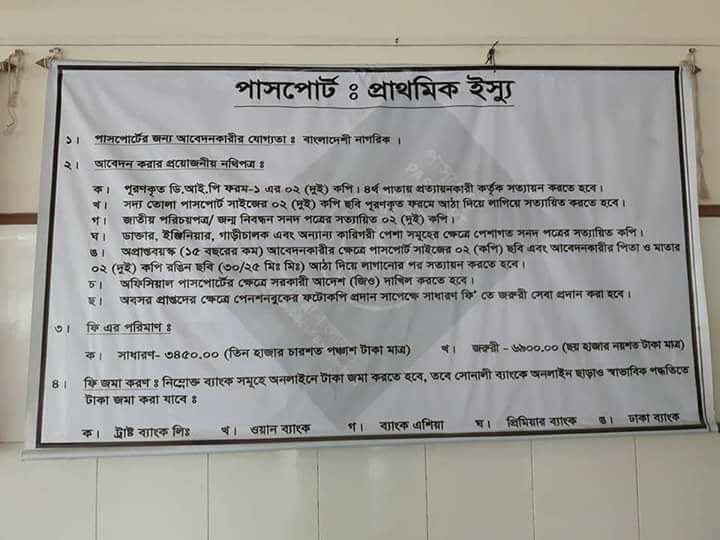 পাসপোর্ট ঃ প্রাথমিক ইস্যু
১। পাসপোর্টের জন্য আবেদনকারীর যোগ্যতা ঃ বাংলাদেশী নাগরিক ।
২। আবেদন করার প্রয়োজনীয় নথিপত্র ঃ
ক। পূরণকৃত ডি.আই.পি ফরম-১ এর ০২ (দুই) কপি। ৪র্থ পাতায় প্রত্যায়নকারী কর্তৃক সত্যায়ন করতে হবে।
খ। সদ্য তোলা পাসপোর্ট সাইজের ০২ (দুই) কপি ছবি পুরণকৃত ফরমে আঠা দিয়ে লাগিয়ে সত্যায়িত করতে হবে।
গ। জাতীয় পরিচয়পত্র/ জন্ম নিবন্ধন সনদ পত্রের সত্যায়িত ০২ (দুই) কপি।
ঘ। ডাক্তার, ইঞ্জিনিয়ার, গাড়ীচালক এবং অন্যান্য কারিগরী পেশা সমূহের ক্ষেত্রে পেশাগত সনদ পত্রের সত্যায়িত কপি।
ঙ। অপ্রাপ্তবয়স্ক (১৫ বছরের কম) আবেদনকারীর ক্ষেত্রে পাসপোর্ট সাইজের ০২ (কপি) ছবি এবং আবেদনকারীর পিতা ও মাতার
০২ (দুই) কপি রঙিন ছবি (৩০/২৫ মিঃ মিঃ) আঠা দিয়ে লাগানোর পর সত্যায়ন করতে হবে।
চ। অফিসিয়াল পাসপোর্টের ক্ষেত্রে সরকারী আদেশ (জিও) দাখিল করতে হবে।
ছ। অবসর প্রাপ্তদের ক্ষেত্রে পেনশনবুকের ফটোকপি প্রদান সাপেক্ষে সাধারণ ফি' তে জরুরী সেবা প্রদান করা হবে।
৩। ফি এর পরিমাণ ঃ
ক। সাধারণ- ৩৪৫০.০০ (তিন হাজার চারশত পঞ্চাশ টাকা মাত্র) খ। জরুরী - ৬৯০০.০০ (ছয় হাজার নয়শত টাকা মাত্র)
৪। ফি জমা করণ ঃ নিম্নোক্ত ব্যাংক সমূহে অনলাইনে টাকা জমা করতে হবে, তবে সোনালী ব্যাংকে অনলাইন ছাড়াও স্বাভাবিক পদ্ধতিতে
টাকা জমা করা যাবে ঃ
ক। ট্রাষ্ট ব্যাংক লিঃ খ। ওয়ান ব্যাংক গ। ব্যাংক এশিয়া ঘ। প্রিমিয়ার ব্যাংক ঙ। ঢাকা ব্যাংক